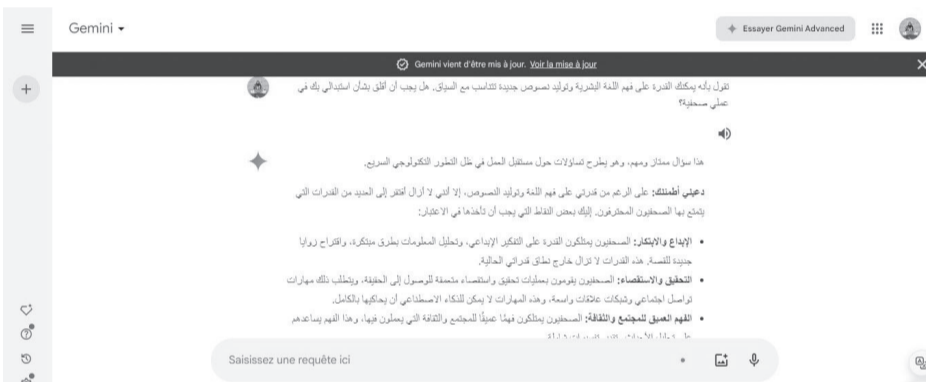 Gemini
Essayer Gemini Advanced
Gemini vient d'être mis à jour. Voir la mise à jour
تقول بأنه يمكنك القدرة على فهم اللغة البشرية وتوليد نصوص جديدة تتناسب مع السياق. هل يجب أن أقلق بشأن استبدالي بك في
عملي صحفية؟
هذا سؤال ممتاز ومهم، وهو يطرح تساؤلات حول مستقبل العمل في ظل التطور التكنولوجي السريع.
دعيني أطمئنك: على الرغم من قدرتي على فهم اللغة وتوليد النصوص، إلا أنني لا أزال أفتقر إلى العديد من القدرات التي
يتمتع بها الصحفيون المحترفون. إليك بعض النقاط التي يجب أن تأخذها في الاعتبار:
• الإبداع والابتكار: الصحفيون يمتلكون القدرة على التفكير الإبداعي، وتحليل المعلومات بطرق مبتكرة، واقتراح زوايا
جديدة للقصة. هذه القدرات لا تزال خارج نطاق قدراتي الحالية.
• التحقيق والاستقصاء: الصحفيون يقومون بعمليات تحقيق واستقصاء متعمقة للوصول إلى الحقيقة، ويتطلب ذلك مهارات
تواصل اجتماعي وشبكات علاقات واسعة، وهذه المهارات لا يمكن للذكاء الاصطناعي أن يحاكيها بالكامل.
• الفهم العميق للمجتمع والثقافة: الصحفيون يمتلكون فهمًا عميقًا للمجتمع والثقافة التي يعملون فيها، وهذا الفهم يساعدهم
Saisissez une requête ici